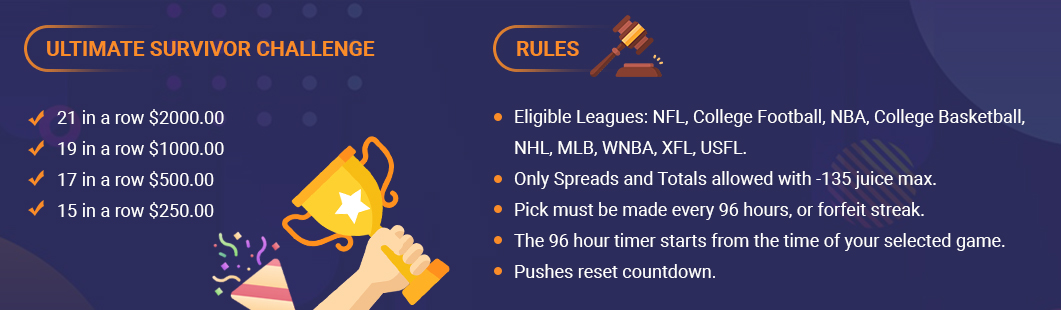 ULTIMATE SURVIVOR CHALLENGE
21 in a row $2000.00
19 in a row $1000.00
17 in a row $500.00
15 in a row $250.00
RULES
Eligible Leagues: NFL, College Football, NBA, College Basketball,
NHL, MLB, WNBA, XFL, USFL.
Only Spreads and Totals allowed with -135 juice max.
Pick must be made every 96 hours, or forfeit streak.
The 96 hour timer starts from the time of your selected game.
Pushes reset countdown.